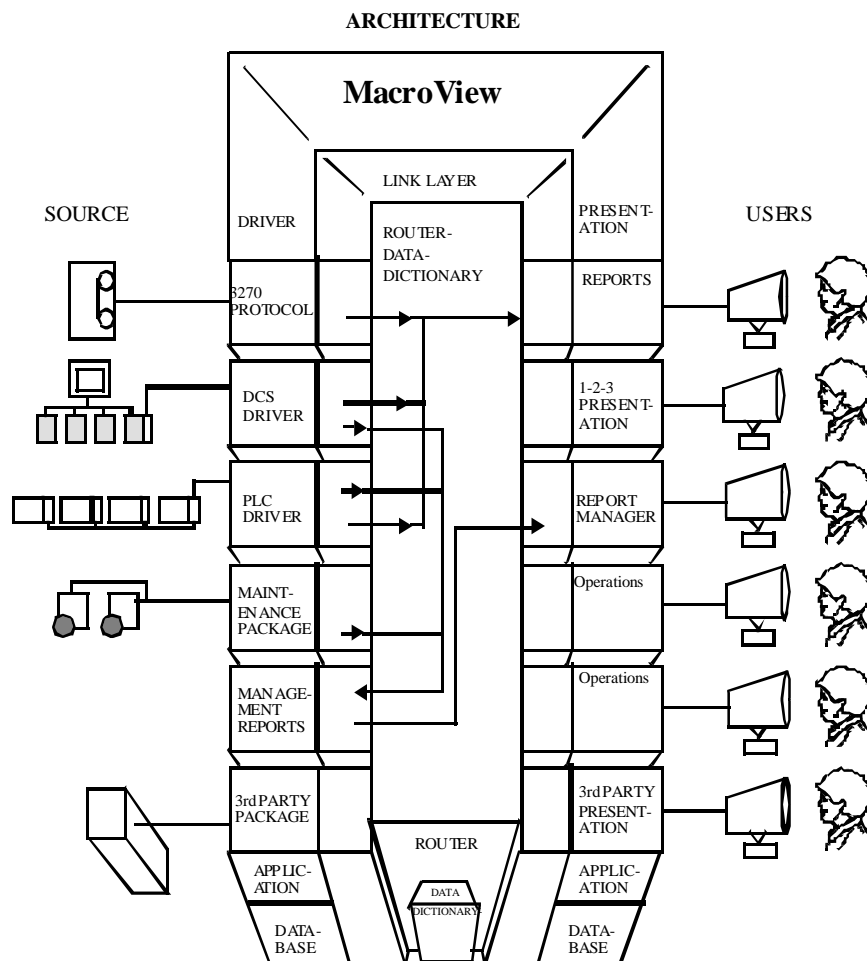 ARCHITECTURE
MacroView
LINK LAYER
SOURCE
DRIVER
PRESENT-
ATION
USERS
ROUTER-
DATA-
DICTIONARY
3270
PROTOCOL
REPORTS
DCS
DRIVER
1-2-3
PRESENT-
ATION
PLC
DRIVER
REPORT
MANAGER
MAINT-
ENANCE
PACKAGE
Operations
MANAGE-
MENT
REPORTS
Operations
3rd PARTY
PACKAGE
3rd PARTY
PRESENT-
ATION
ROUTER
APPLIC-
ATION
APPLIC-
ATION
DATA
DICTIONARY-
DATA-
BASE
DATA-
BASE